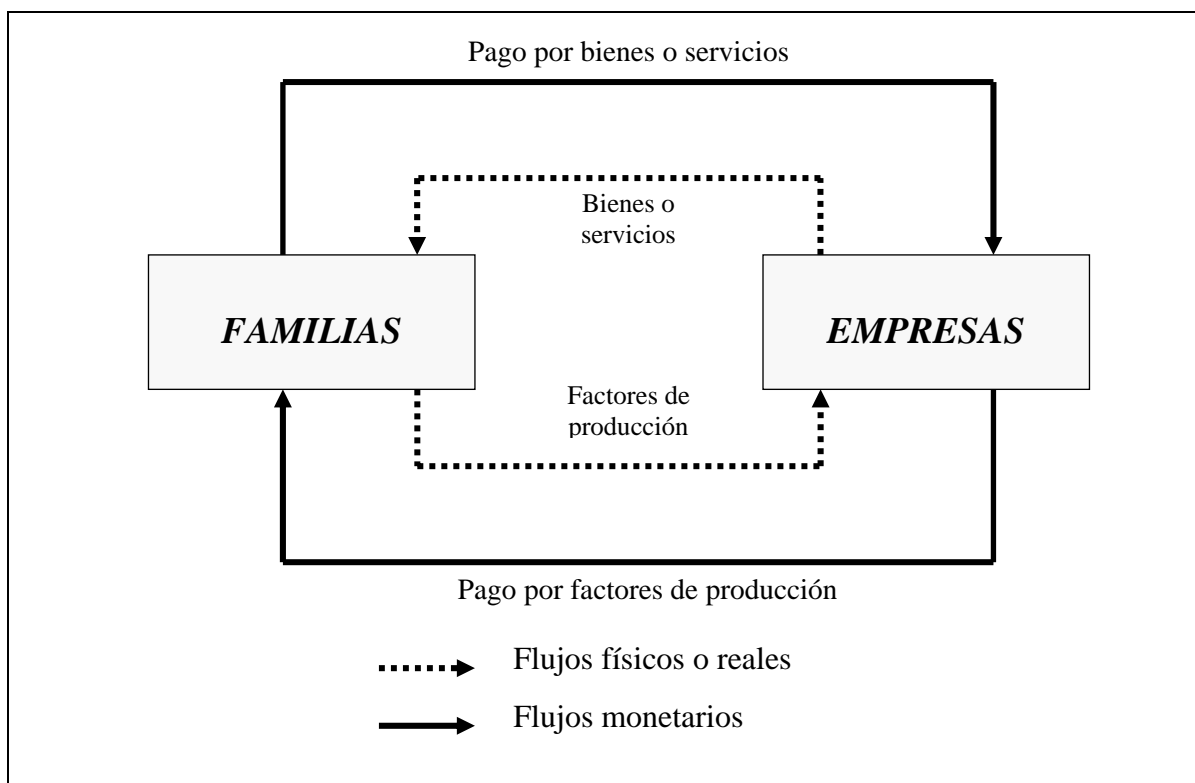 Pago por bienes o servicios
Bienes o
servicios
FAMILIAS
EMPRESAS
Factores de
producción
Pago por factores de producción
Flujos físicos o reales
Flujos monetarios